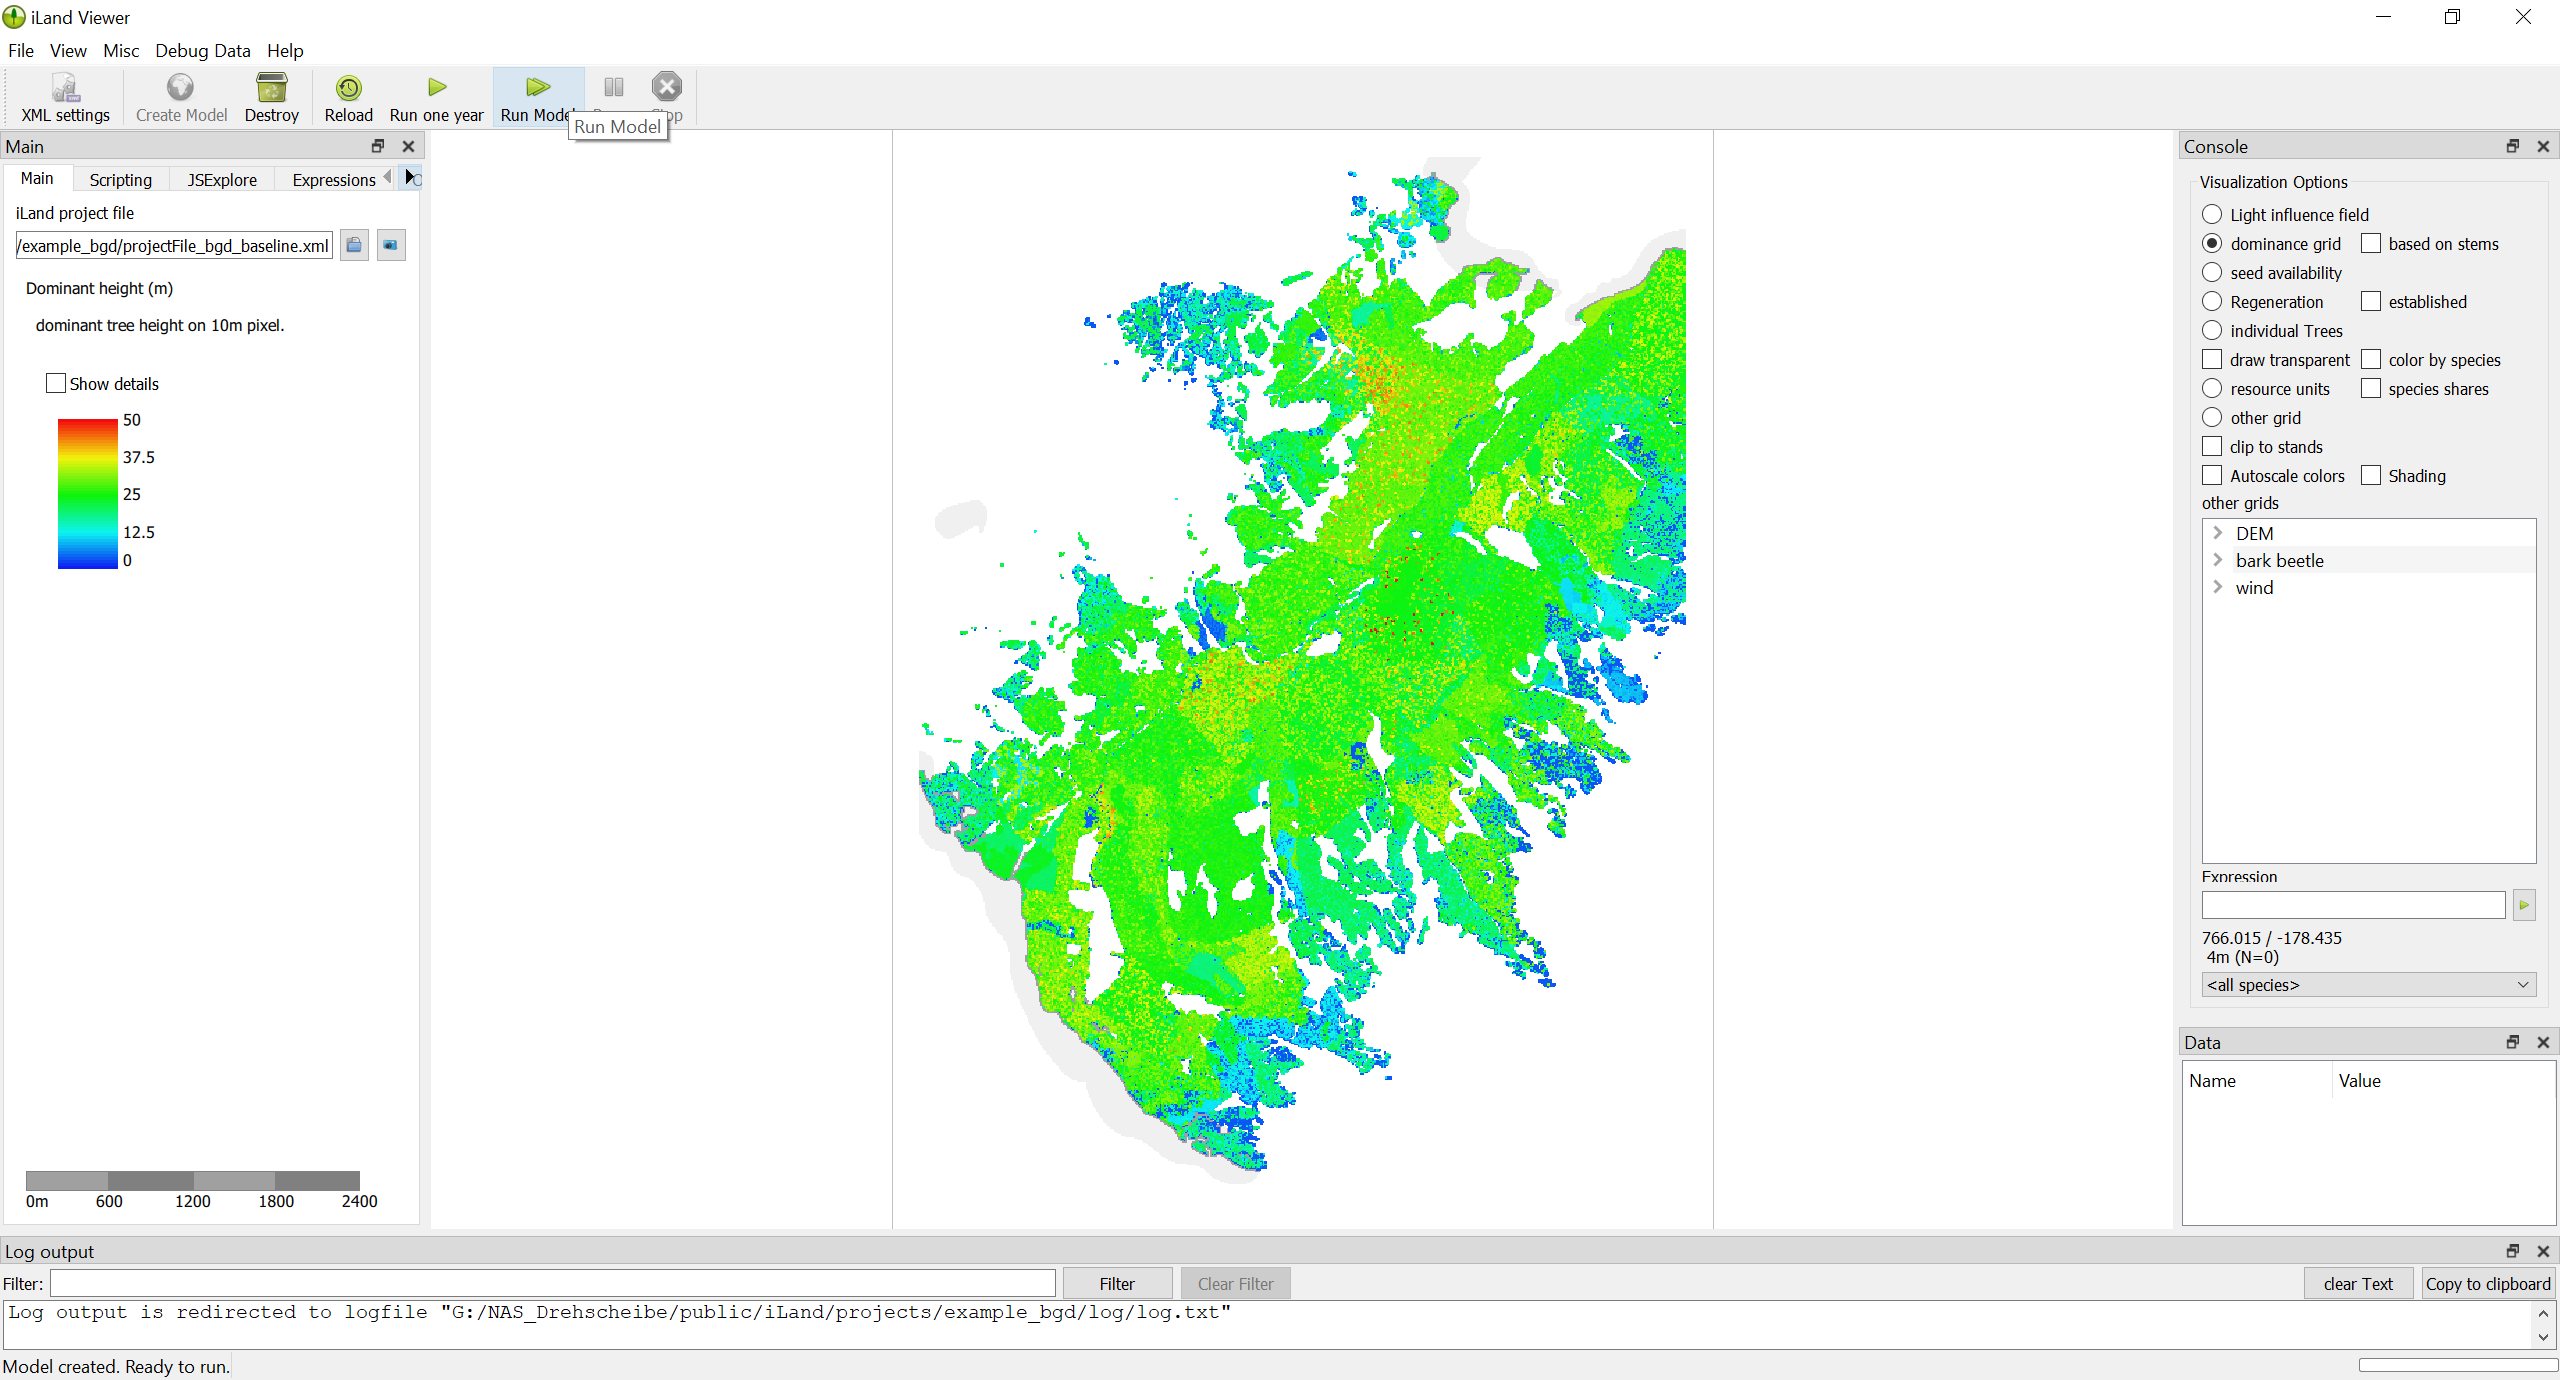 iLand Viewer
File View Misc Debug Data Help
XML settings Create Model Destroy Reload Run one year Run Mode
Run Model
Main
Main Scripting JSExplore Expressions
iLand project file
/example_bgd/projectFile_bgd_baseline.xml
Dominant height (m)
dominant tree height on 10m pixel.
Show details
50
37.5
25
12.5
0
0m 600 1200 1800 2400
Console
Visualization Options
Light influence field
dominance grid based on stems
seed availability
Regeneration established
individual Trees
draw transparent color by species
resource units species shares
other grid
clip to stands
Autoscale colors Shading
other grids
DEM
bark beetle
wind
Expression
766.015 / -178.435
4m (N=0)
<all species>
Data
Name Value
Log output
Filter: Filter Clear Filter clear Text Copy to clipboard
Log output is redirected to logfile "G:/NAS_Drehscheibe/public/iLand/projects/example_bgd/log/log.txt"
Model created. Ready to run.